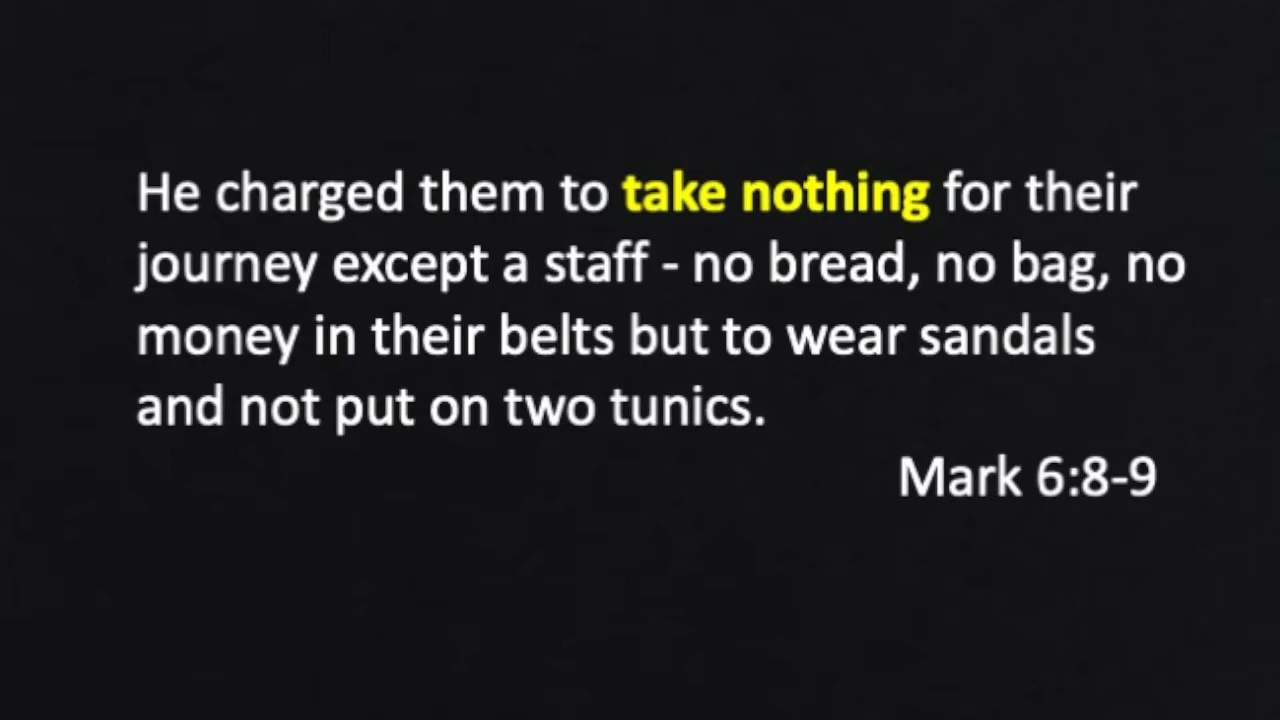 He charged them to take nothing for their
journey except a staff - no bread, no bag, no
money in their belts but to wear sandals
and not put on two tunics.
Mark 6:8-9